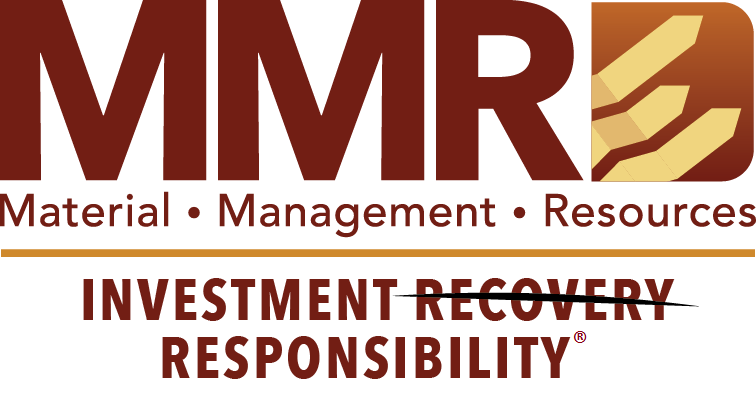 MMR
Material • Management • Resources
INVESTMENT RECOVERY
RESPONSIBILITY®